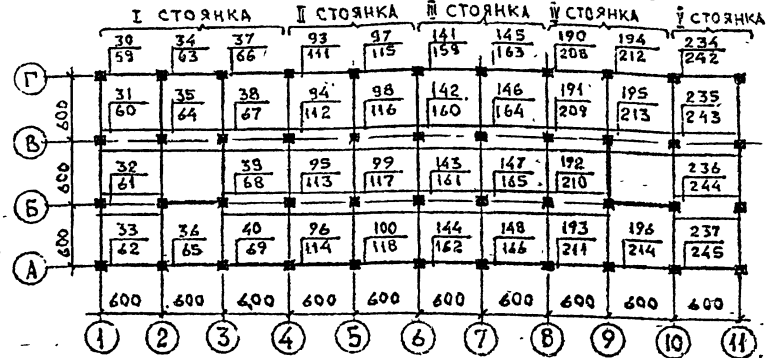 I СТОЯНКА II СТОЯНКА III СТОЯНКА IV СТОЯНКА V СТОЯНКА
30 34 37 93 97 141 145 190 194 234
59 63 66 111 115 159 163 208 212 242
Г
31 35 38 94 98 142 146 191 195 235
60 64 67 112 116 160 164 209 213 243
600
В
32 39 95 99 143 147 192 236
61 68 113 117 161 165 210 244
600
Б
33 36 40 96 100 144 148 193 196 237
62 65 69 114 118 162 166 211 214 245
600
А
600 600 600 600 600 600 600 600 600 600
1 2 3 4 5 6 7 8 9 10 11